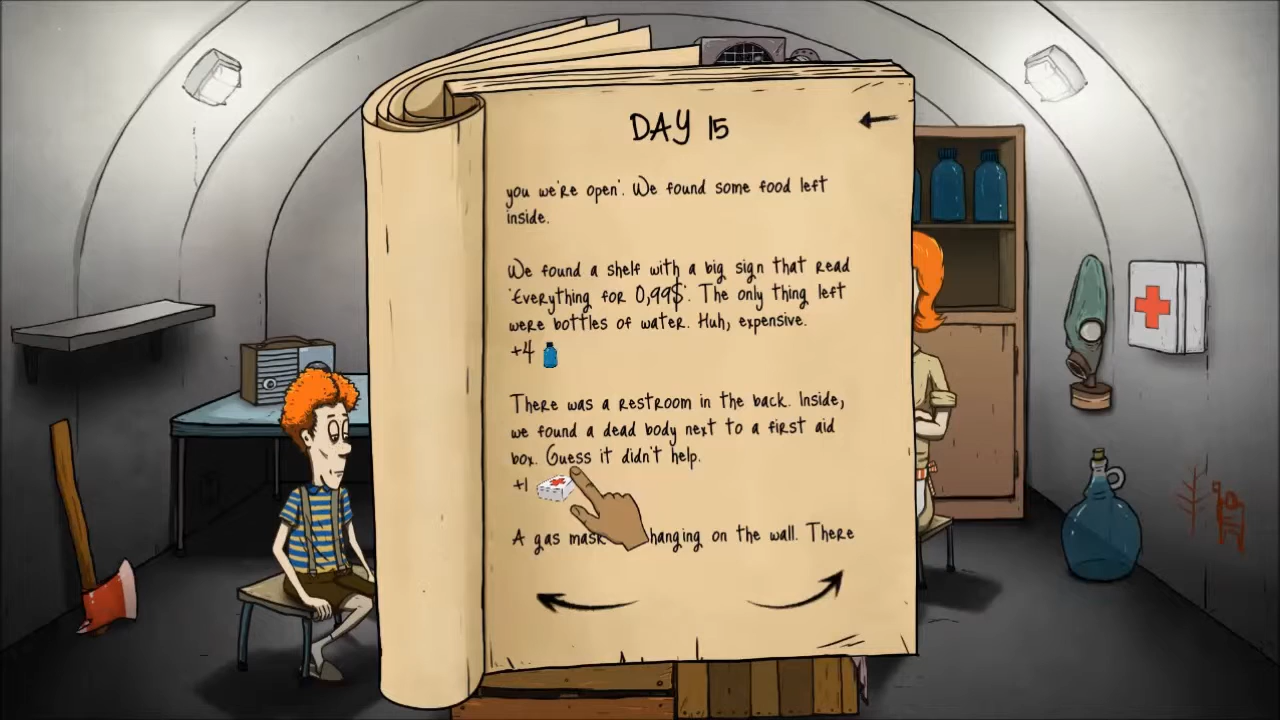 DAY 15
you we're open'. We found some food left
inside.
We found a shelf with a big sign that read
'Everything for 0,99$'. The only thing left
were bottles of water. Huh, expensive.
+4
There was a restroom in the back. Inside,
we found a dead body next to a first aid
box. Guess it didn't help.
+1
A gas mask hanging on the wall. There